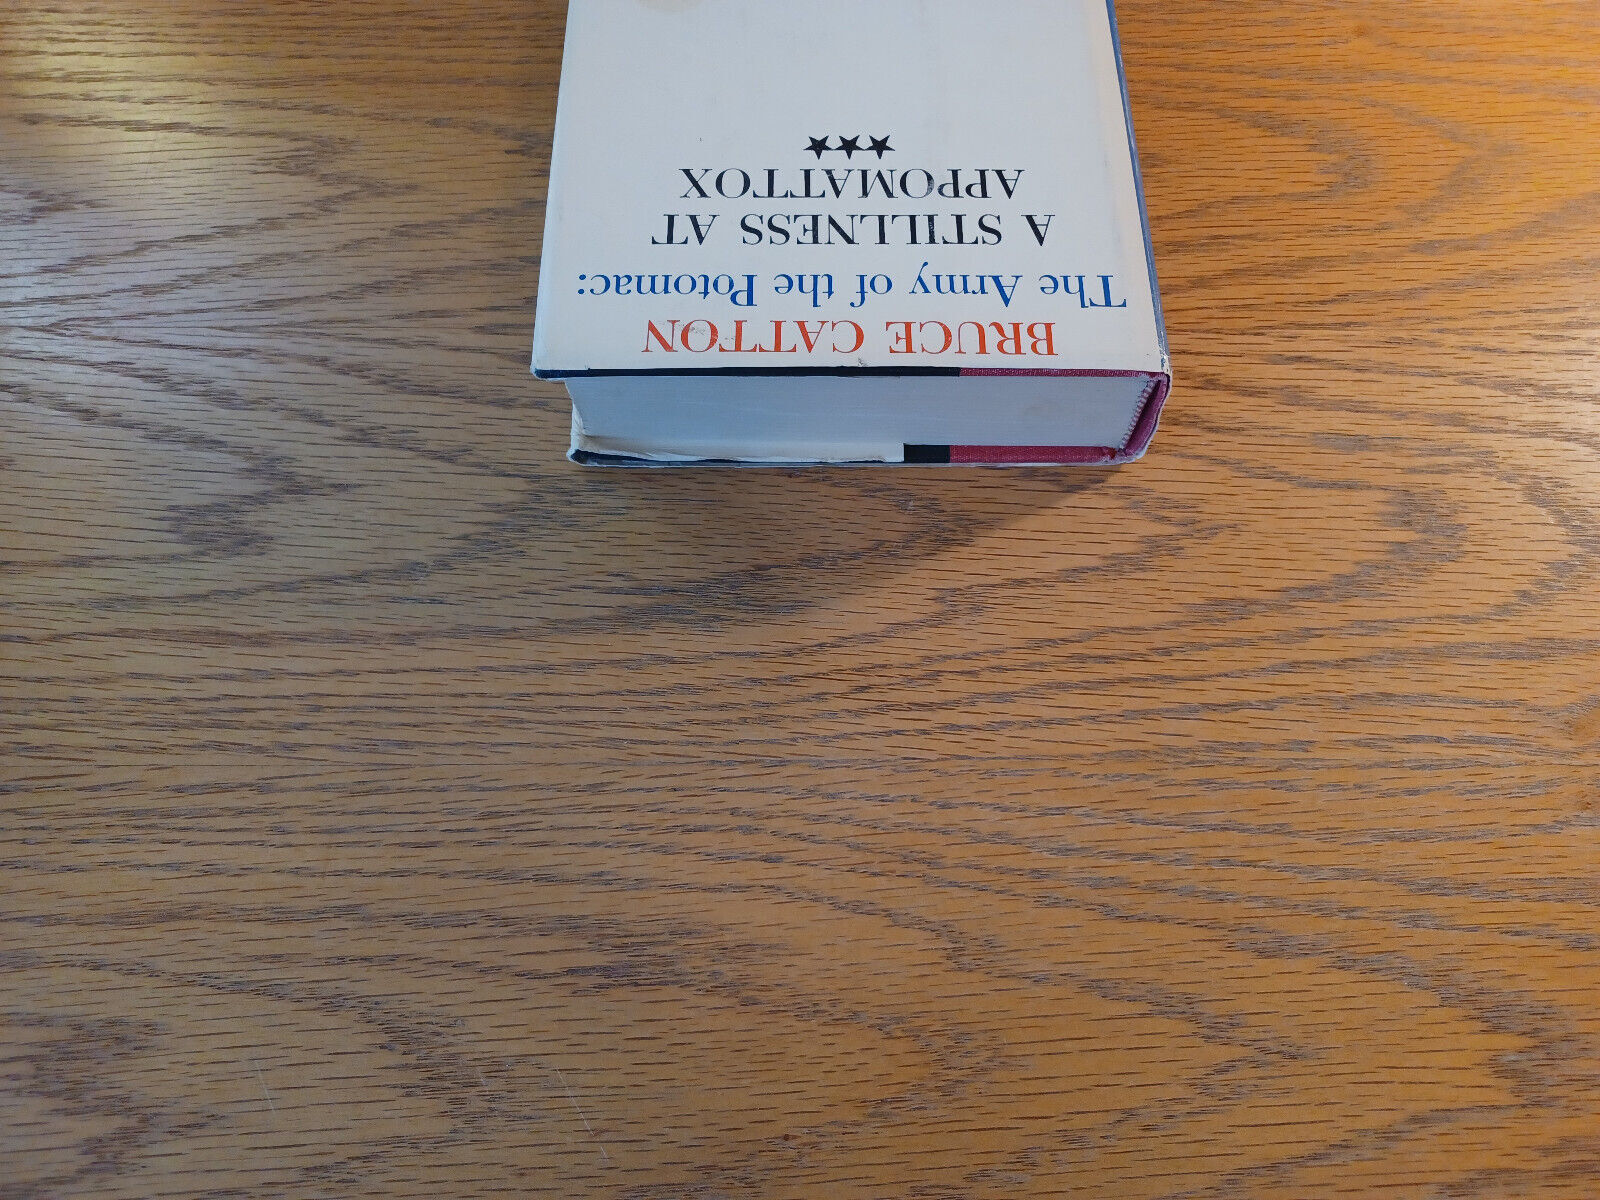 BRUCE CATTON
The Army of the Potomac:
A STILLNESS AT
APPOMATTOX
★★★